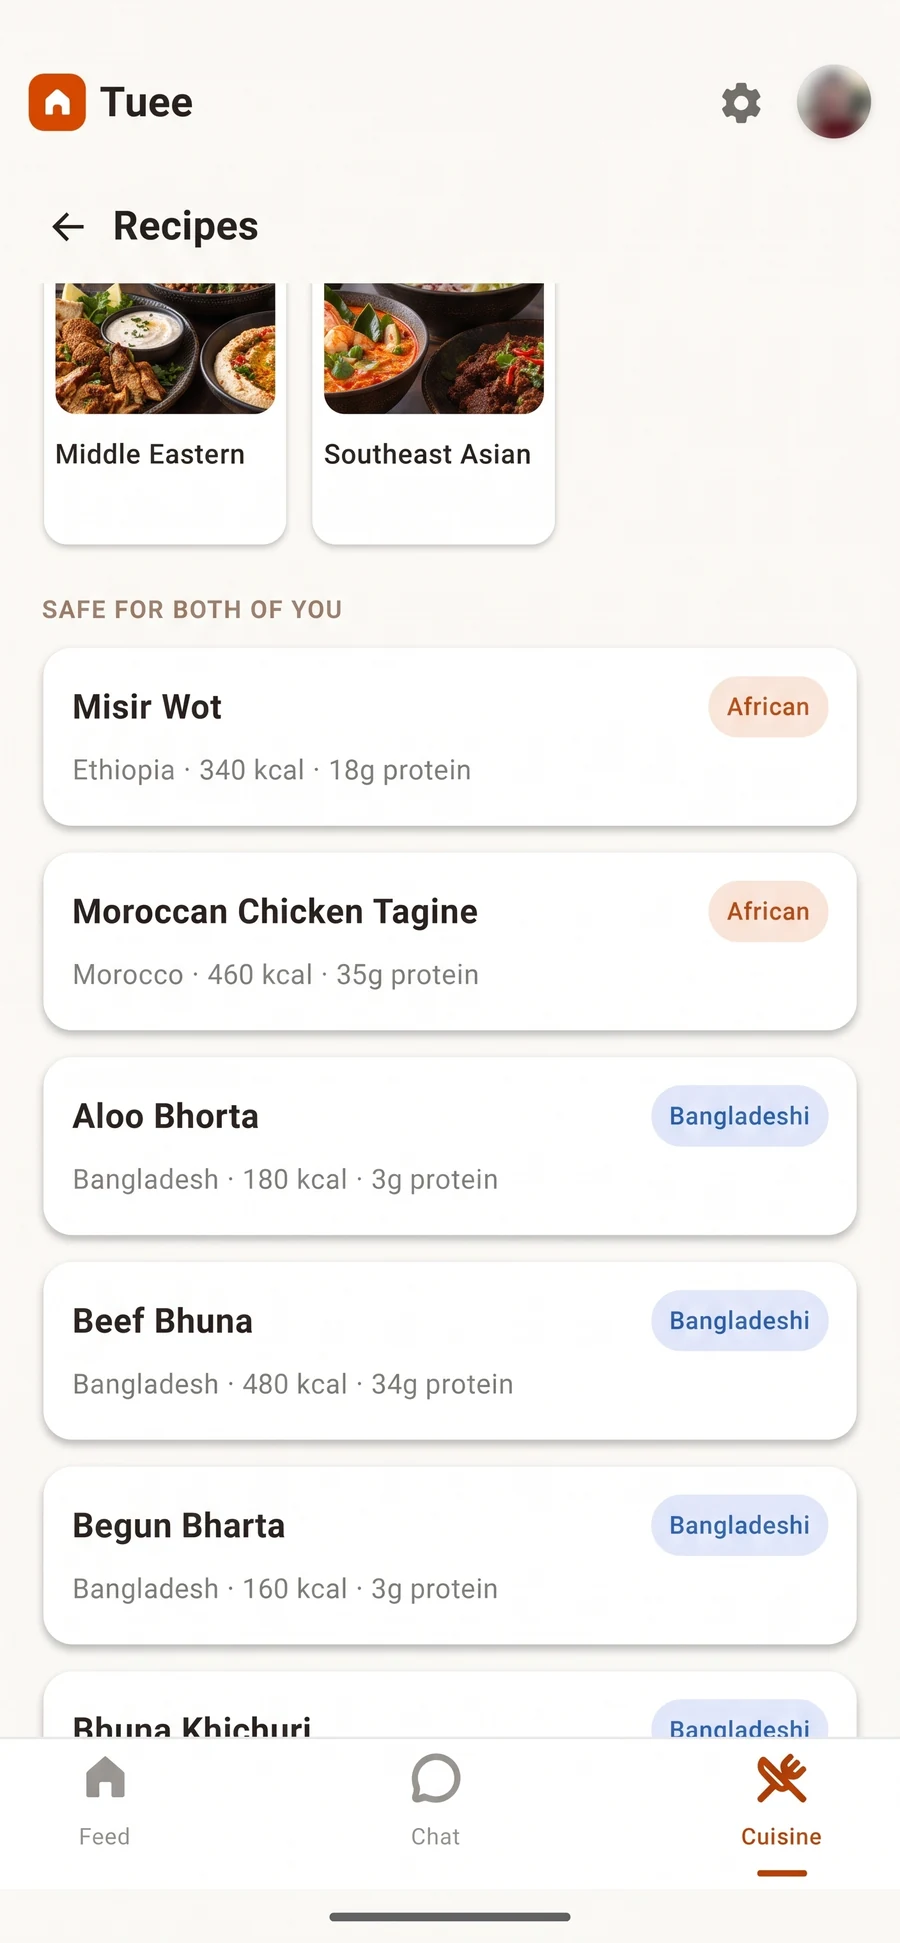 Tuee
Recipes
Middle Eastern
Southeast Asian
SAFE FOR BOTH OF YOU
Misir Wot
African
Ethiopia · 340 kcal · 18g protein
Moroccan Chicken Tagine
African
Morocco · 460 kcal · 35g protein
Aloo Bhorta
Bangladeshi
Bangladesh · 180 kcal · 3g protein
Beef Bhuna
Bangladeshi
Bangladesh · 480 kcal · 34g protein
Begun Bharta
Bangladeshi
Bangladesh · 160 kcal · 3g protein
Bhuna Khichuri
Bangladeshi
Feed
Chat
Cuisine